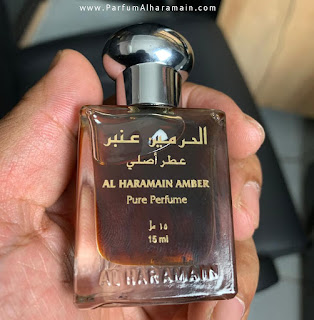 www.ParfumAlharamain.com
الحرمين عنبر
عطر أصلي
AL HARAMAIN AMBER
Pure Perfume
١٥ مل
15 ml
AL HARAMAIN